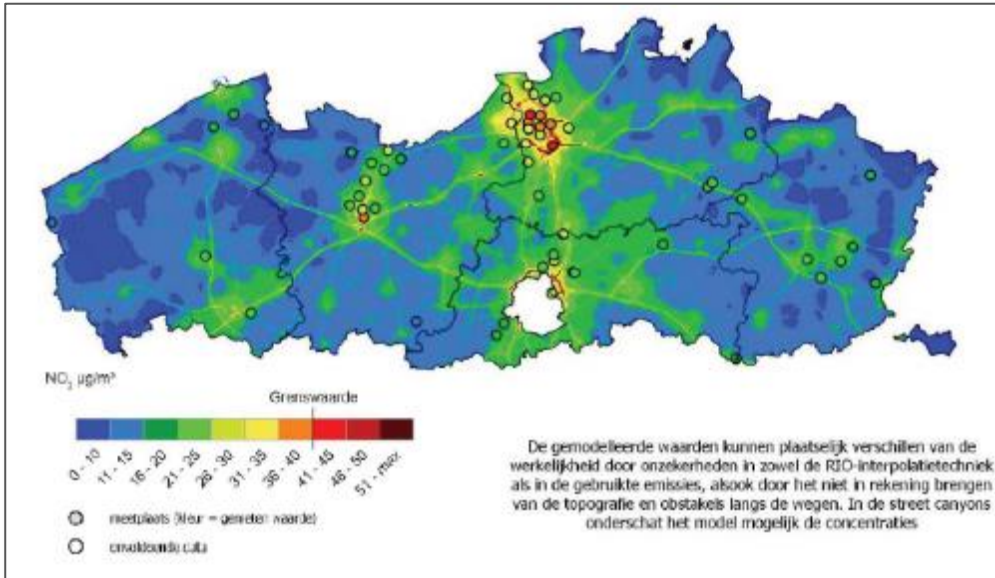 NO₂ µg/m³
Grenswaarde
0 - 10
11 - 15
16 - 20
21 - 25
26 - 30
31 - 35
36 - 40
41 - 45
46 - 50
51 - max
meetplaats (kleur = gemeten waarde)
onvoldoende data
De gemodelleerde waarden kunnen plaatselijk verschillen van de
werkelijkheid door onzekerheden in zowel de RIO-interpolatietechniek
als in de gebruikte emissies, alsook door het niet in rekening brengen
van de topografie en obstakels langs de wegen. In de street canyons
onderschat het model mogelijk de concentraties